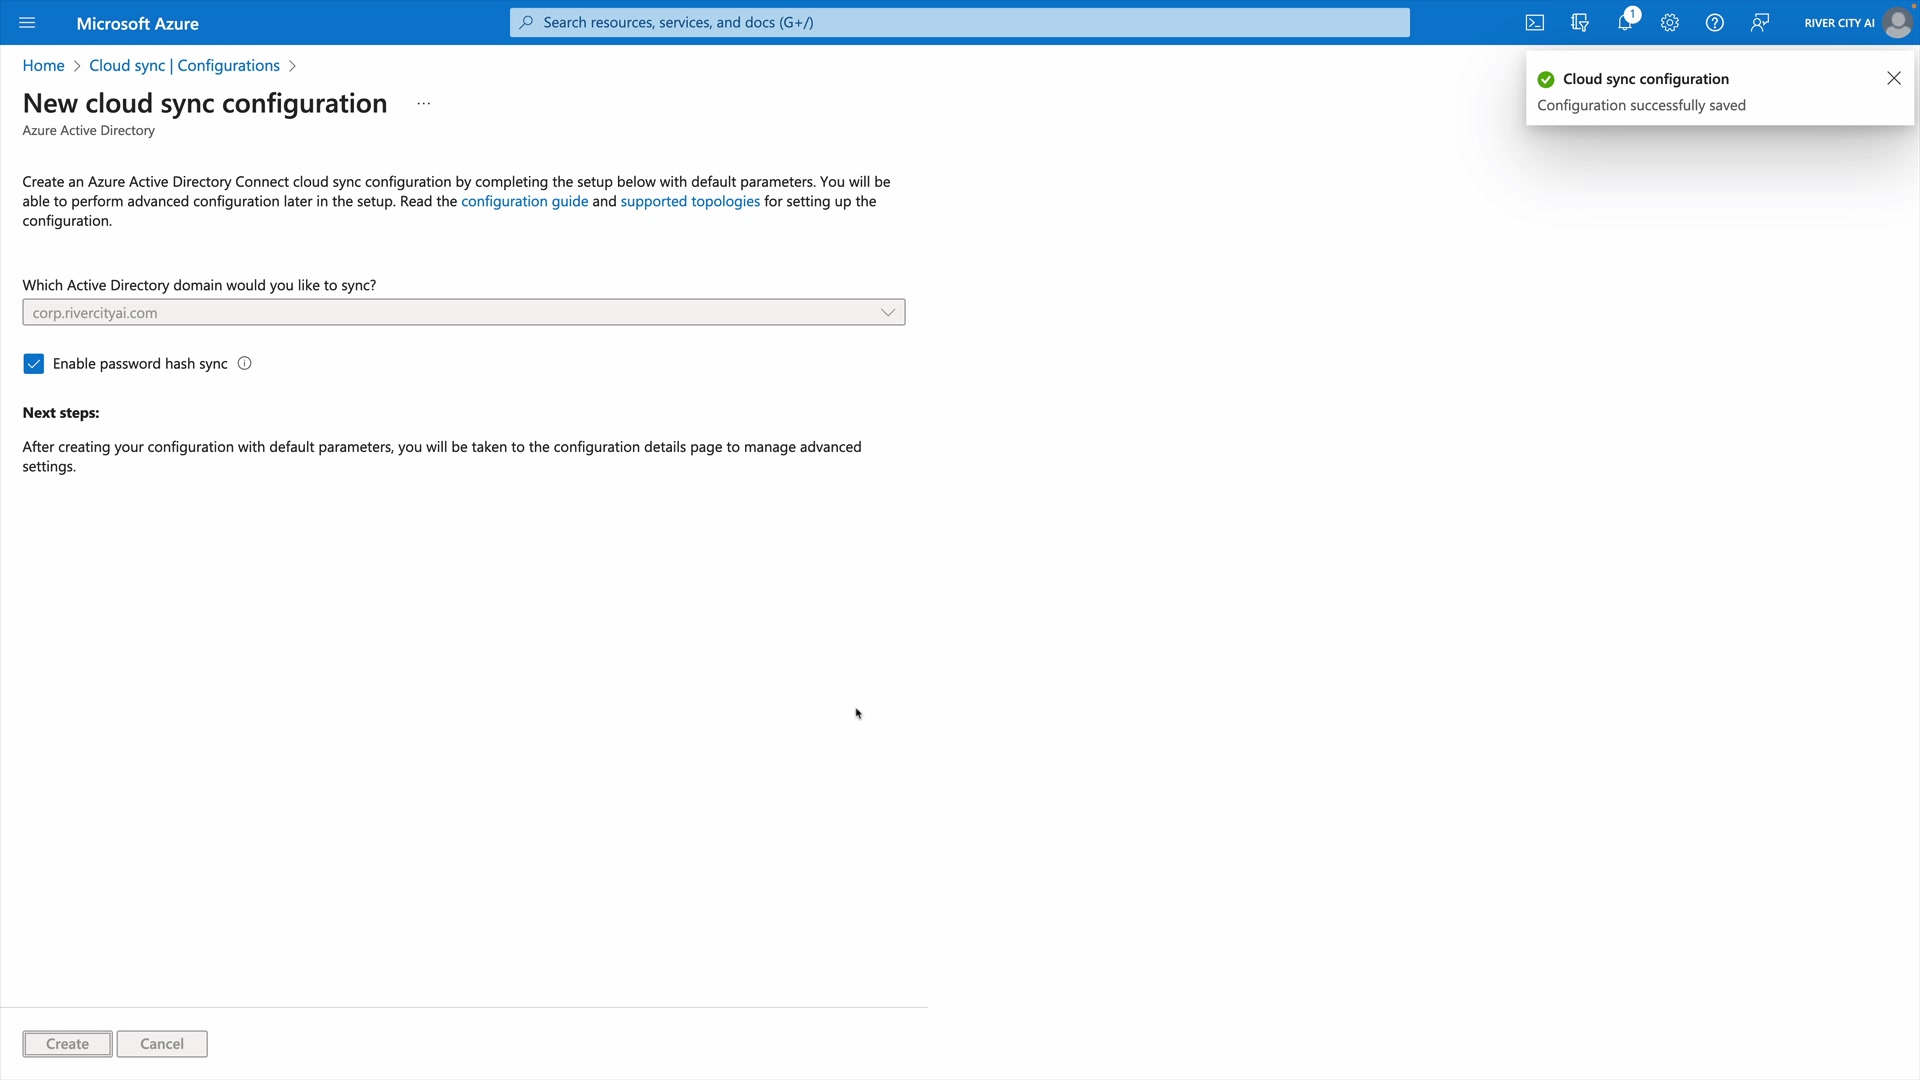 Microsoft Azure
Search resources, services, and docs (G+/)
1
RIVER CITY AI
Home > Cloud sync | Configurations >
New cloud sync configuration ...
Azure Active Directory
Cloud sync configuration
Configuration successfully saved
Create an Azure Active Directory Connect cloud sync configuration by completing the setup below with default parameters. You will be
able to perform advanced configuration later in the setup. Read the configuration guide and supported topologies for setting up the
configuration.
Which Active Directory domain would you like to sync?
corp.rivercityai.com
Enable password hash sync
Next steps:
After creating your configuration with default parameters, you will be taken to the configuration details page to manage advanced
settings.
Create Cancel